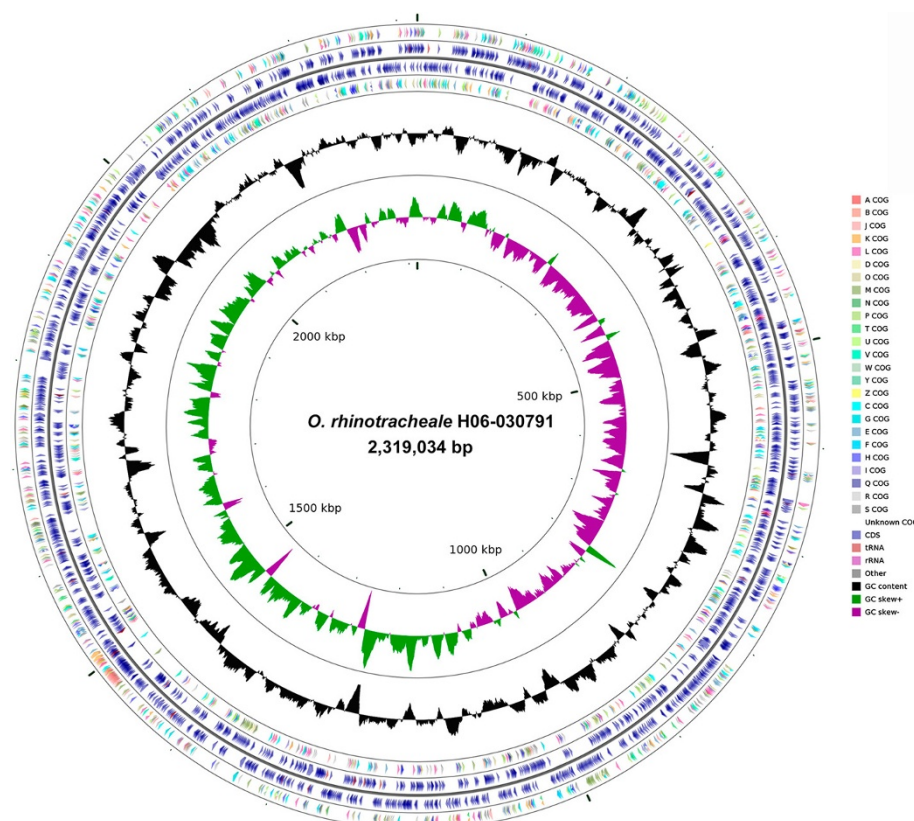 2000 kbp
500 kbp
O. rhinotracheale H06-030791
2,319,034 bp
1500 kbp
1000 kbp
A COG
B COG
J COG
K COG
L COG
D COG
O COG
M COG
N COG
P COG
T COG
U COG
V COG
W COG
Y COG
Z COG
C COG
G COG
E COG
F COG
H COG
I COG
Q COG
R COG
S COG
Unknown CO
CDS
tRNA
rRNA
Other
GC content
GC skew+
GC skew-